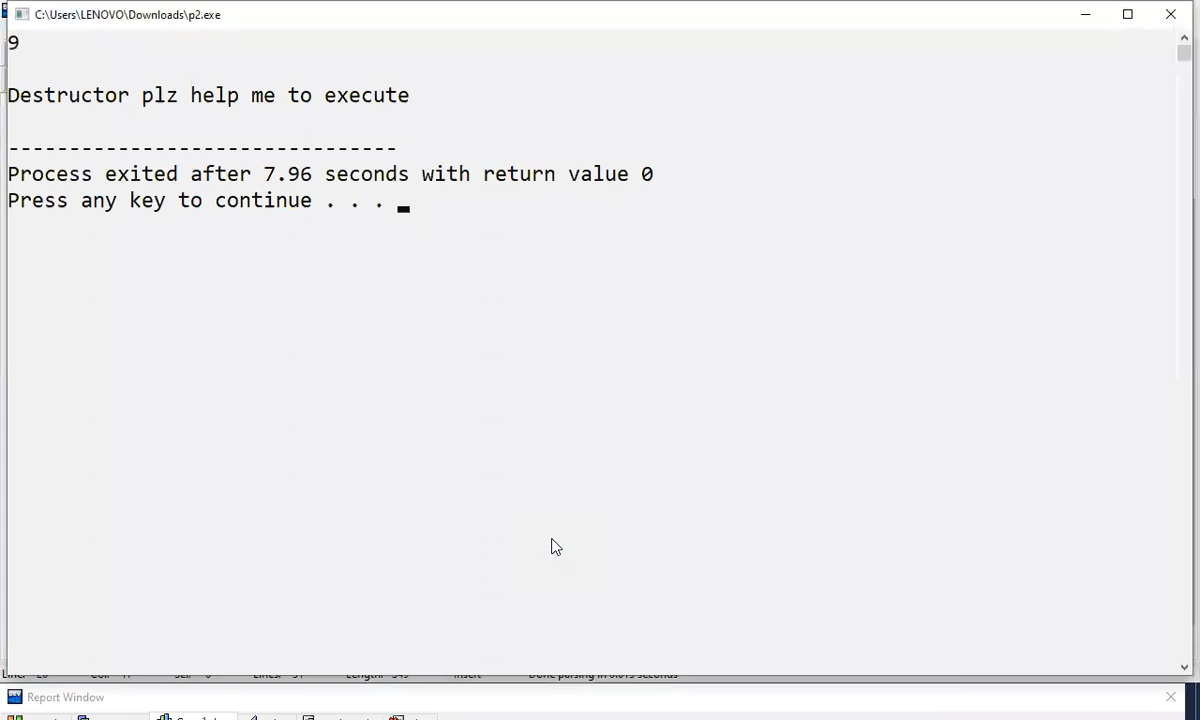 C:\Users\LENOVO\Downloads\p2.exe
9
Destructor plz help me to execute
--------------------------------
Process exited after 7.96 seconds with return value 0
Press any key to continue . . .
Report Window